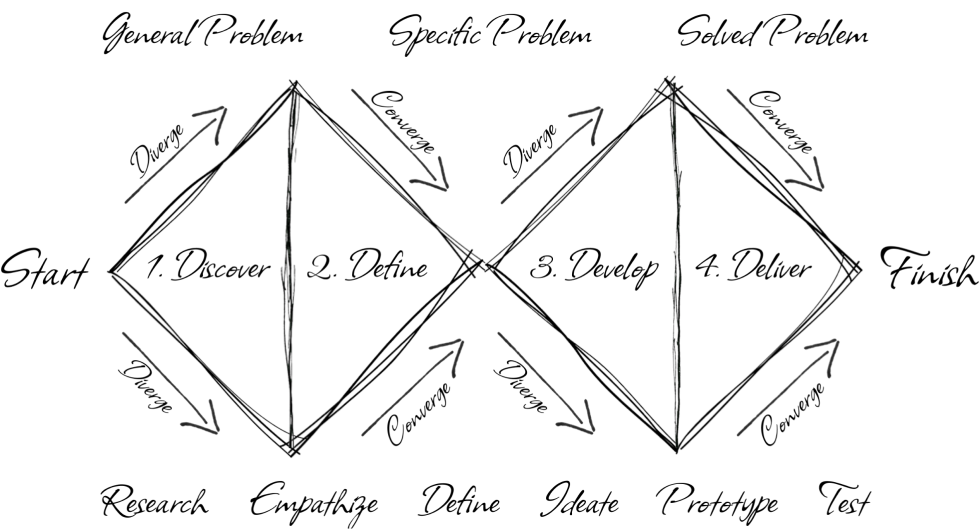 General Problem
Specific Problem
Solved Problem
Diverge
Converge
Diverge
Converge
Start
1. Discover
2. Define
3. Develop
4. Deliver
Finish
Diverge
Converge
Diverge
Converge
Research
Empathize
Define
Ideate
Prototype
Test